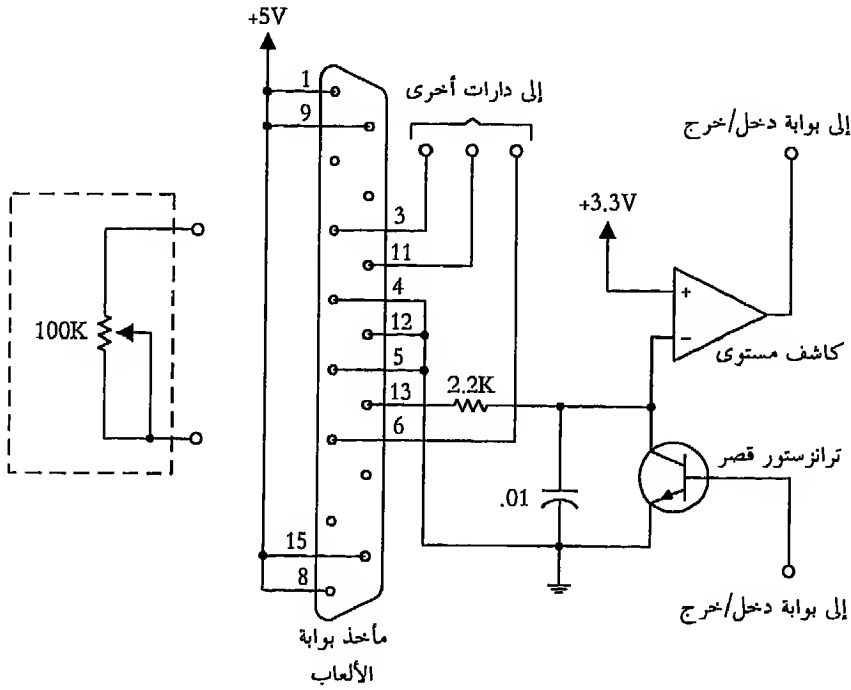 +5V
1
9
إلى دارات أخرى
إلى بوابة دخل/خرج
3
+3.3V
11
+
100K
4
12
-
كاشف مستوى
5
13
2.2K
6
ترانزستور قصر
.01
15
8
إلى بوابة دخل/خرج
مأخذ بوابة
الألعاب